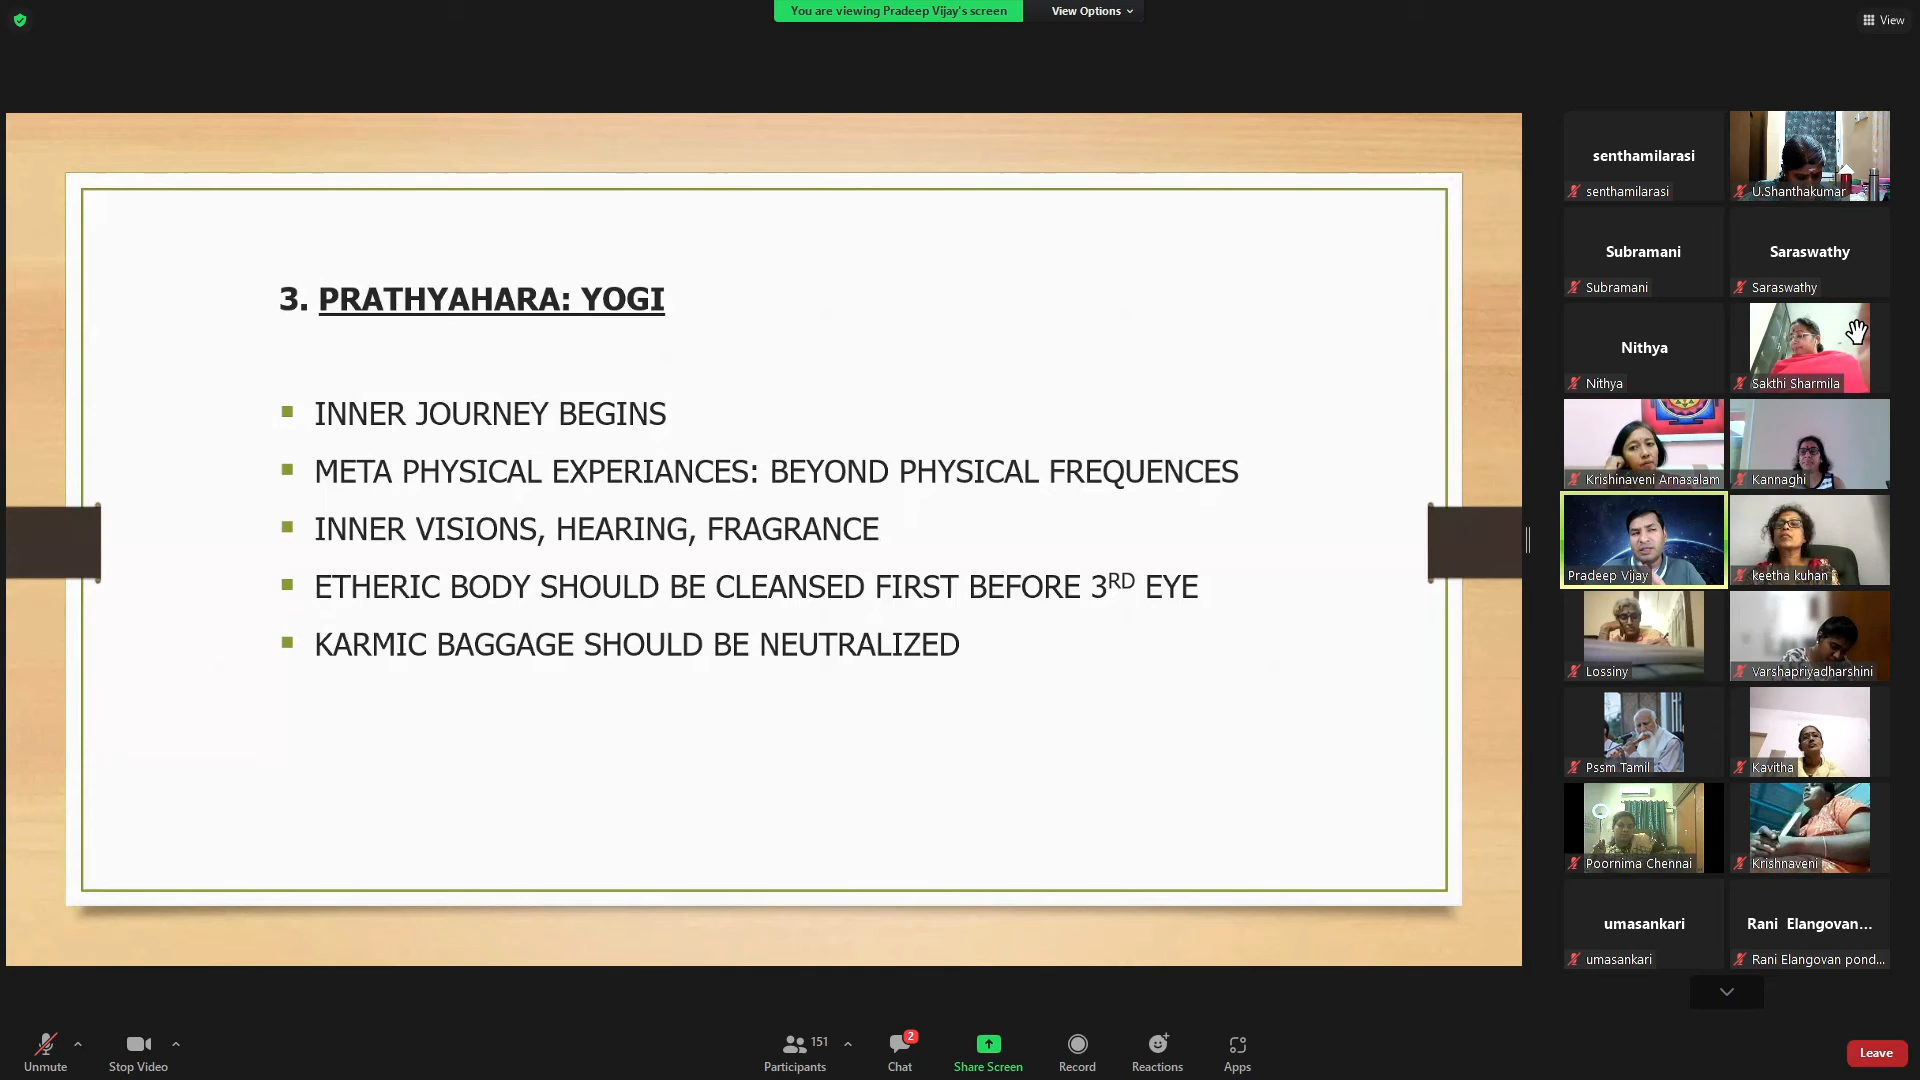 You are viewing Pradeep Vijay's screen
View Options
View
3. PRATHYAHARA: YOGI
INNER JOURNEY BEGINS
META PHYSICAL EXPERIANCES: BEYOND PHYSICAL FREQUENCES
INNER VISIONS, HEARING, FRAGRANCE
ETHERIC BODY SHOULD BE CLEANSED FIRST BEFORE 3RD EYE
KARMIC BAGGAGE SHOULD BE NEUTRALIZED
senthamilarasi
senthamilarasi
U.Shanthakumar
Subramani
Subramani
Saraswathy
Saraswathy
Nithya
Nithya
Sakthi Sharmila
Krishinaveni Arnasalam
Kannaghi
Pradeep Vijay
keetha kuhan
Lossiny
Varshapriyadharshini
Pssm Tamil
Kavitha
Poornima Chennai
Krishnaveni
umasankari
umasankari
Rani Elangovan...
Rani Elangovan pond...
Unmute
Stop Video
151
Participants
2
Chat
Share Screen
Record
Reactions
Apps
Leave